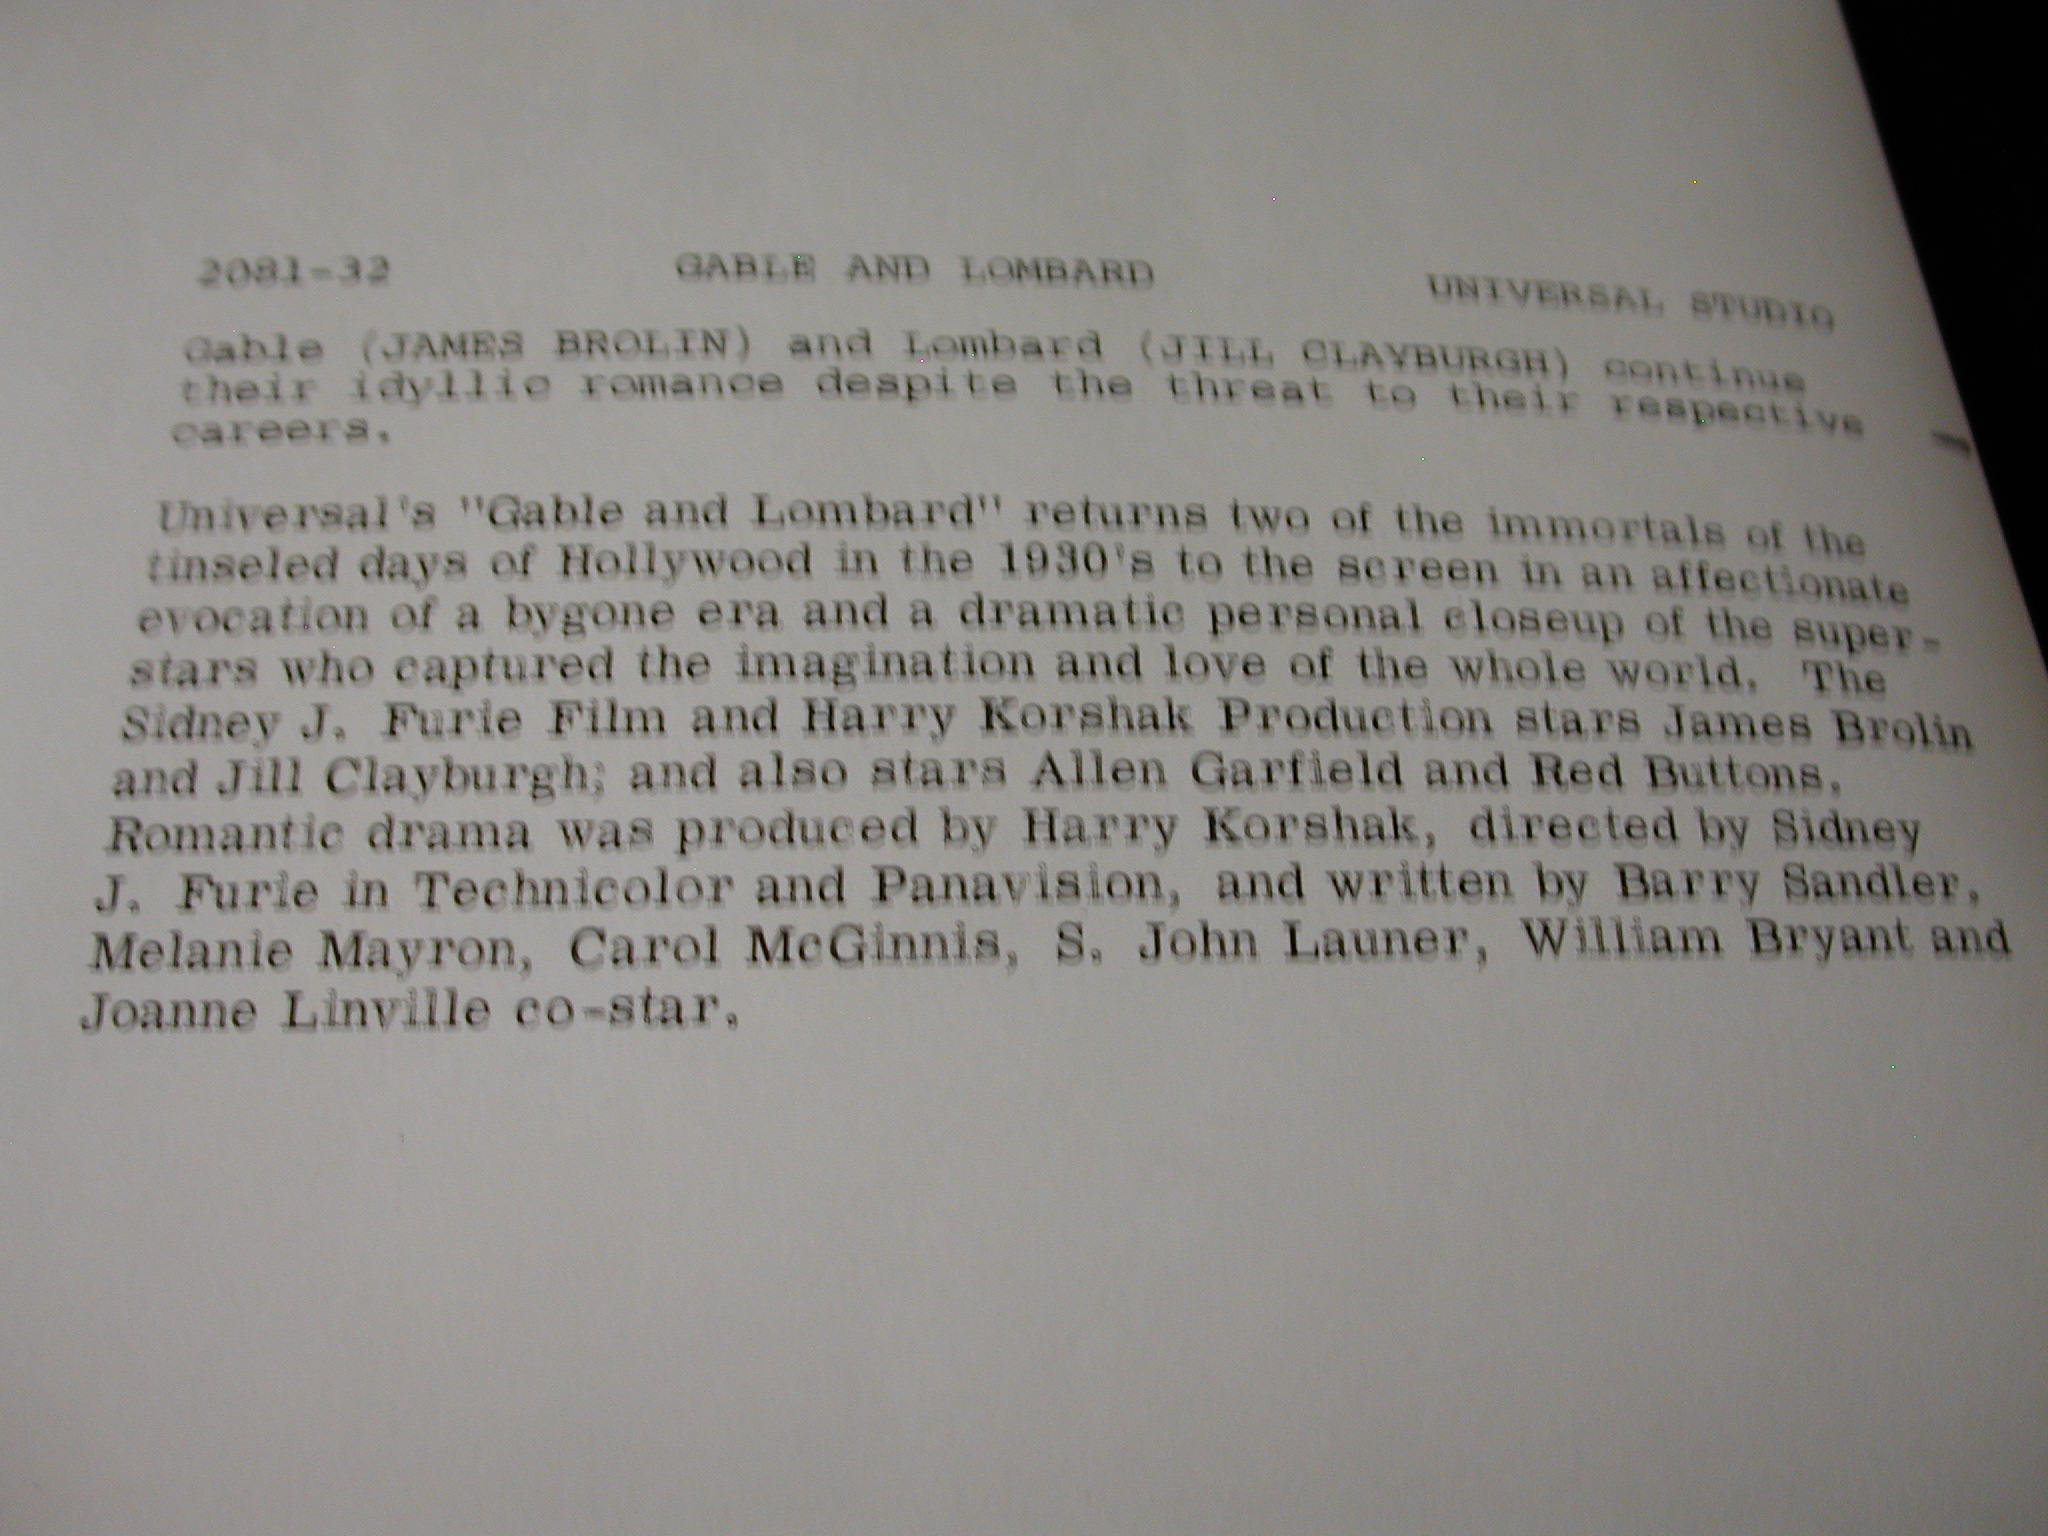 2081-32 GABLE AND LOMBARD UNIVERSAL STUDIO
Gable (JAMES BROLIN) and Lombard (JILL CLAYBURGH) continue
their idyllic romance despite the threat to their respective
careers.
Universal's "Gable and Lombard" returns two of the immortals of the
tinseled days of Hollywood in the 1930's to the screen in an affectionate
evocation of a bygone era and a dramatic personal closeup of the super-
stars who captured the imagination and love of the whole world. The
Sidney J. Furie Film and Harry Korshak Production stars James Brolin
and Jill Clayburgh; and also stars Allen Garfield and Red Buttons.
Romantic drama was produced by Harry Korshak, directed by Sidney
J. Furie in Technicolor and Panavision, and written by Barry Sandler.
Melanie Mayron, Carol McGinnis, S. John Launer, William Bryant and
Joanne Linville co-star.